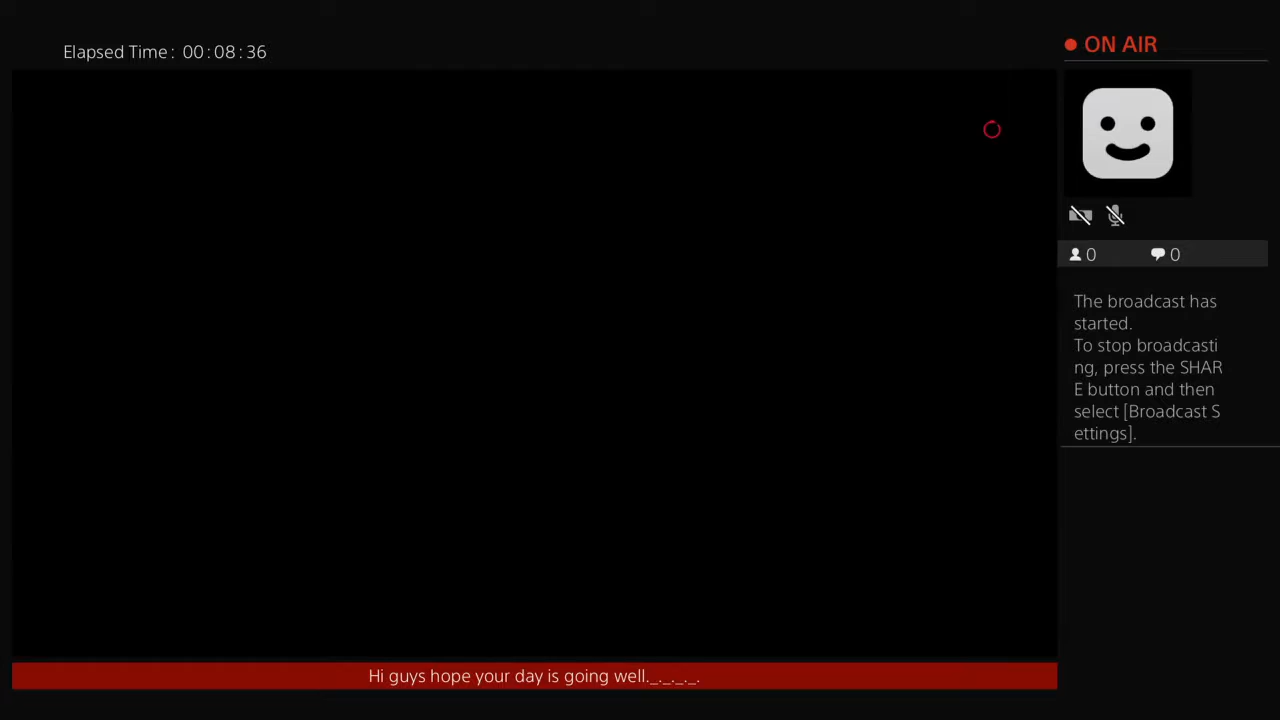 Elapsed Time: 00:08:36
ON AIR
0 0
The broadcast has
started.
To stop broadcasti
ng, press the SHAR
E button and then
select [Broadcast S
ettings].
Hi guys hope your day is going well._._._._.